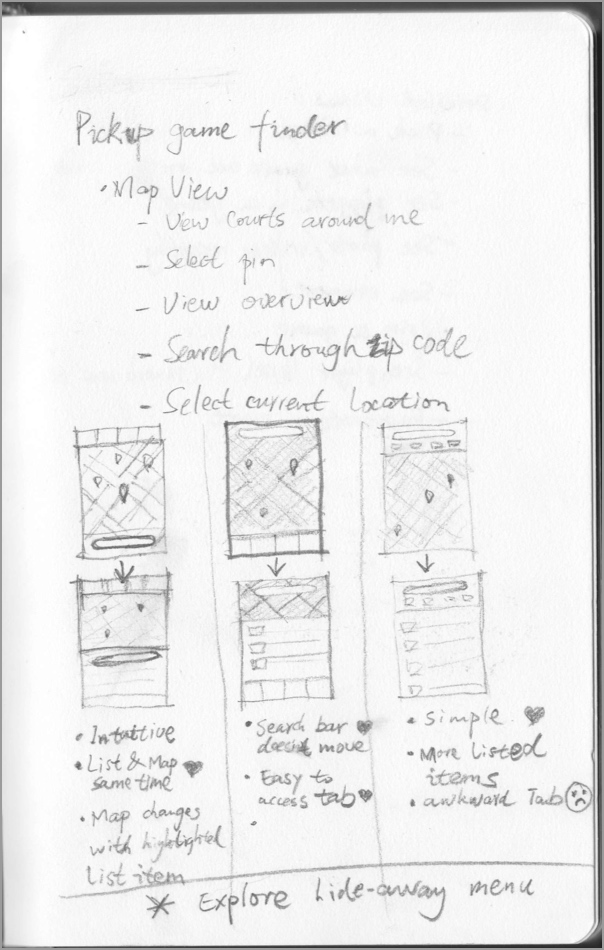 Pickup game finder
• Map View
- View Courts around me
- Select pin
- View overview
- Search through zip code
- Select current location
• Intuitive
• List & Map
same time
• Map changes
with highlighted
list item
• Search bar
doesn't move
• Easy to
access tab
•
• Simple
• More listed
items
• awkward Tab
* Explore hide-away menu